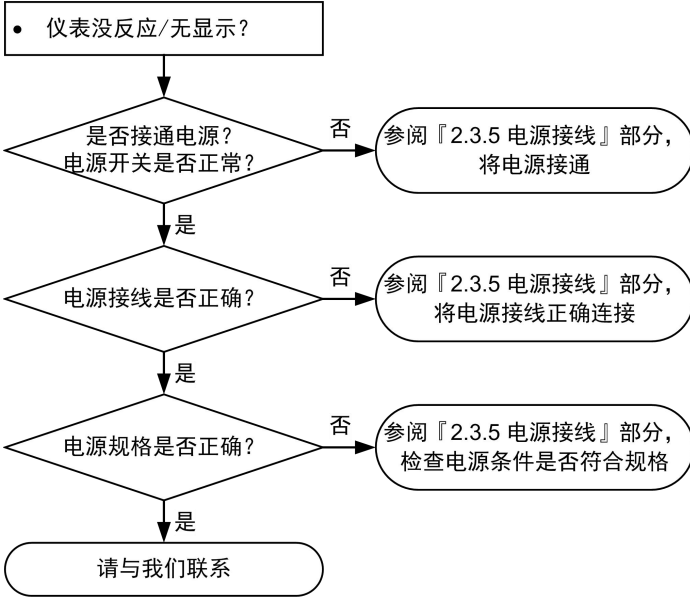 • 仪表没反应/无显示？
是否接通电源？
电源开关是否正常？
否
参阅『2.3.5 电源接线』部分，
将电源接通
是
电源接线是否正确？
否
参阅『2.3.5 电源接线』部分，
将电源接线正确连接
是
电源规格是否正确？
否
参阅『2.3.5 电源接线』部分，
检查电源条件是否符合规格
是
请与我们联系